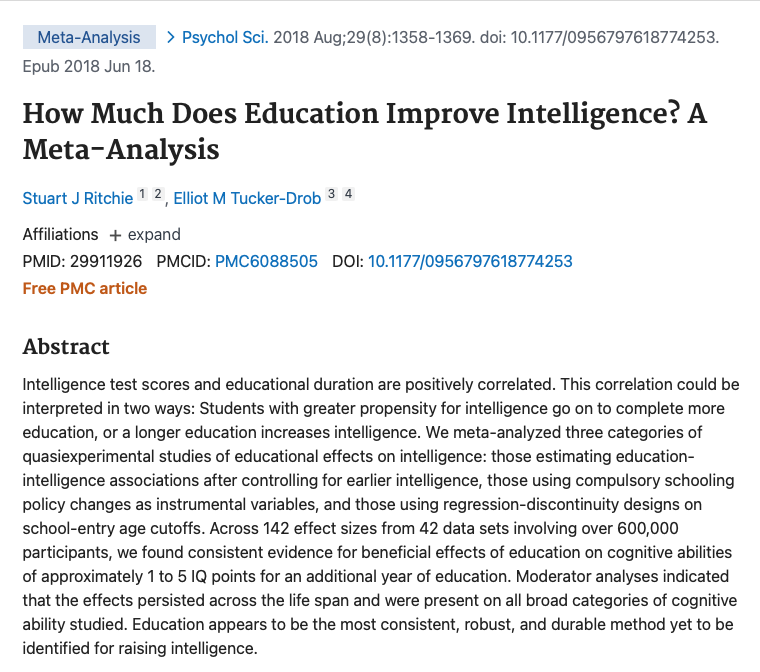 Meta-Analysis > Psychol Sci. 2018 Aug;29(8):1358-1369. doi: 10.1177/0956797618774253.
Epub 2018 Jun 18.
How Much Does Education Improve Intelligence? A
Meta-Analysis
Stuart J Ritchie 1 2, Elliot M Tucker-Drob 3 4
Affiliations + expand
PMID: 29911926 PMCID: PMC6088505 DOI: 10.1177/0956797618774253
Free PMC article
Abstract
Intelligence test scores and educational duration are positively correlated. This correlation could be
interpreted in two ways: Students with greater propensity for intelligence go on to complete more
education, or a longer education increases intelligence. We meta-analyzed three categories of
quasiexperimental studies of educational effects on intelligence: those estimating education-
intelligence associations after controlling for earlier intelligence, those using compulsory schooling
policy changes as instrumental variables, and those using regression-discontinuity designs on
school-entry age cutoffs. Across 142 effect sizes from 42 data sets involving over 600,000
participants, we found consistent evidence for beneficial effects of education on cognitive abilities
of approximately 1 to 5 IQ points for an additional year of education. Moderator analyses indicated
that the effects persisted across the life span and were present on all broad categories of cognitive
ability studied. Education appears to be the most consistent, robust, and durable method yet to be
identified for raising intelligence.